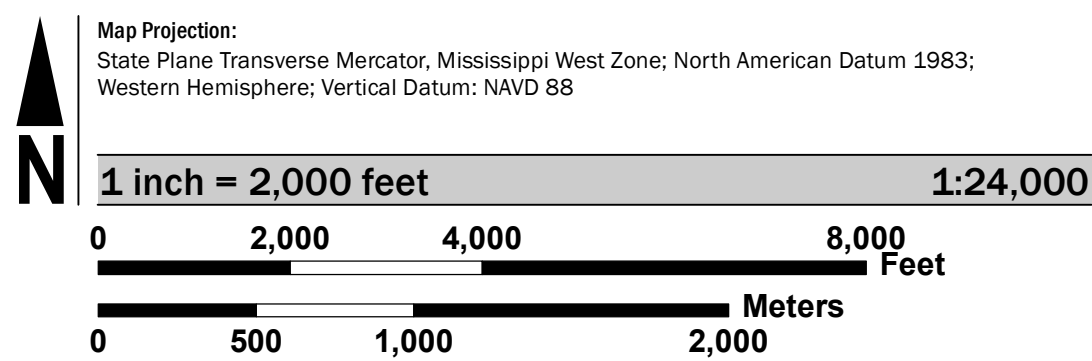 Map Projection:
State Plane Transverse Mercator, Mississippi West Zone; North American Datum 1983;
Western Hemisphere; Vertical Datum: NAVD 88
N
1 inch = 2,000 feet 1:24,000
0 2,000 4,000 8,000
Feet
Meters
0 500 1,000 2,000